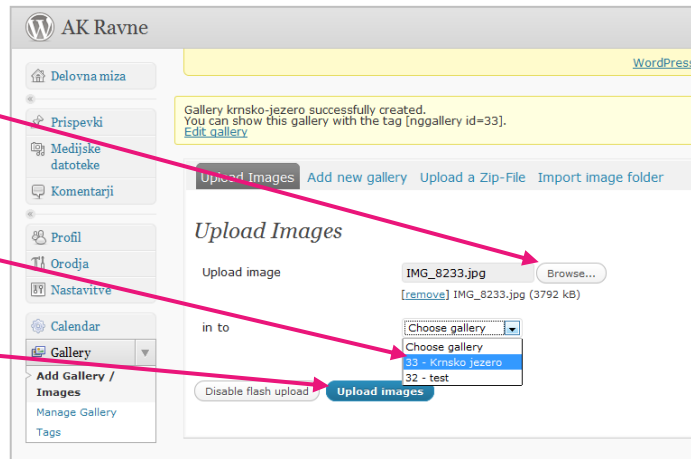 AK Ravne
WordPress
Delovna miza
Prispevki
Medijske
datoteke
Komentarji
Profil
Orodja
Nastavitve
Calendar
Gallery
Add Gallery /
Images
Manage Gallery
Tags
Gallery krnsko-jezero successfully created.
You can show this gallery with the tag [nggallery id=33].
Edit gallery
Upload Images Add new gallery Upload a Zip-File Import image folder
Upload Images
Upload image IMG_8233.jpg Browse...
[remove] IMG_8233.jpg (3792 kB)
in to Choose gallery
Choose gallery
33 - Krnsko jezero
32 - test
Disable flash upload Upload images